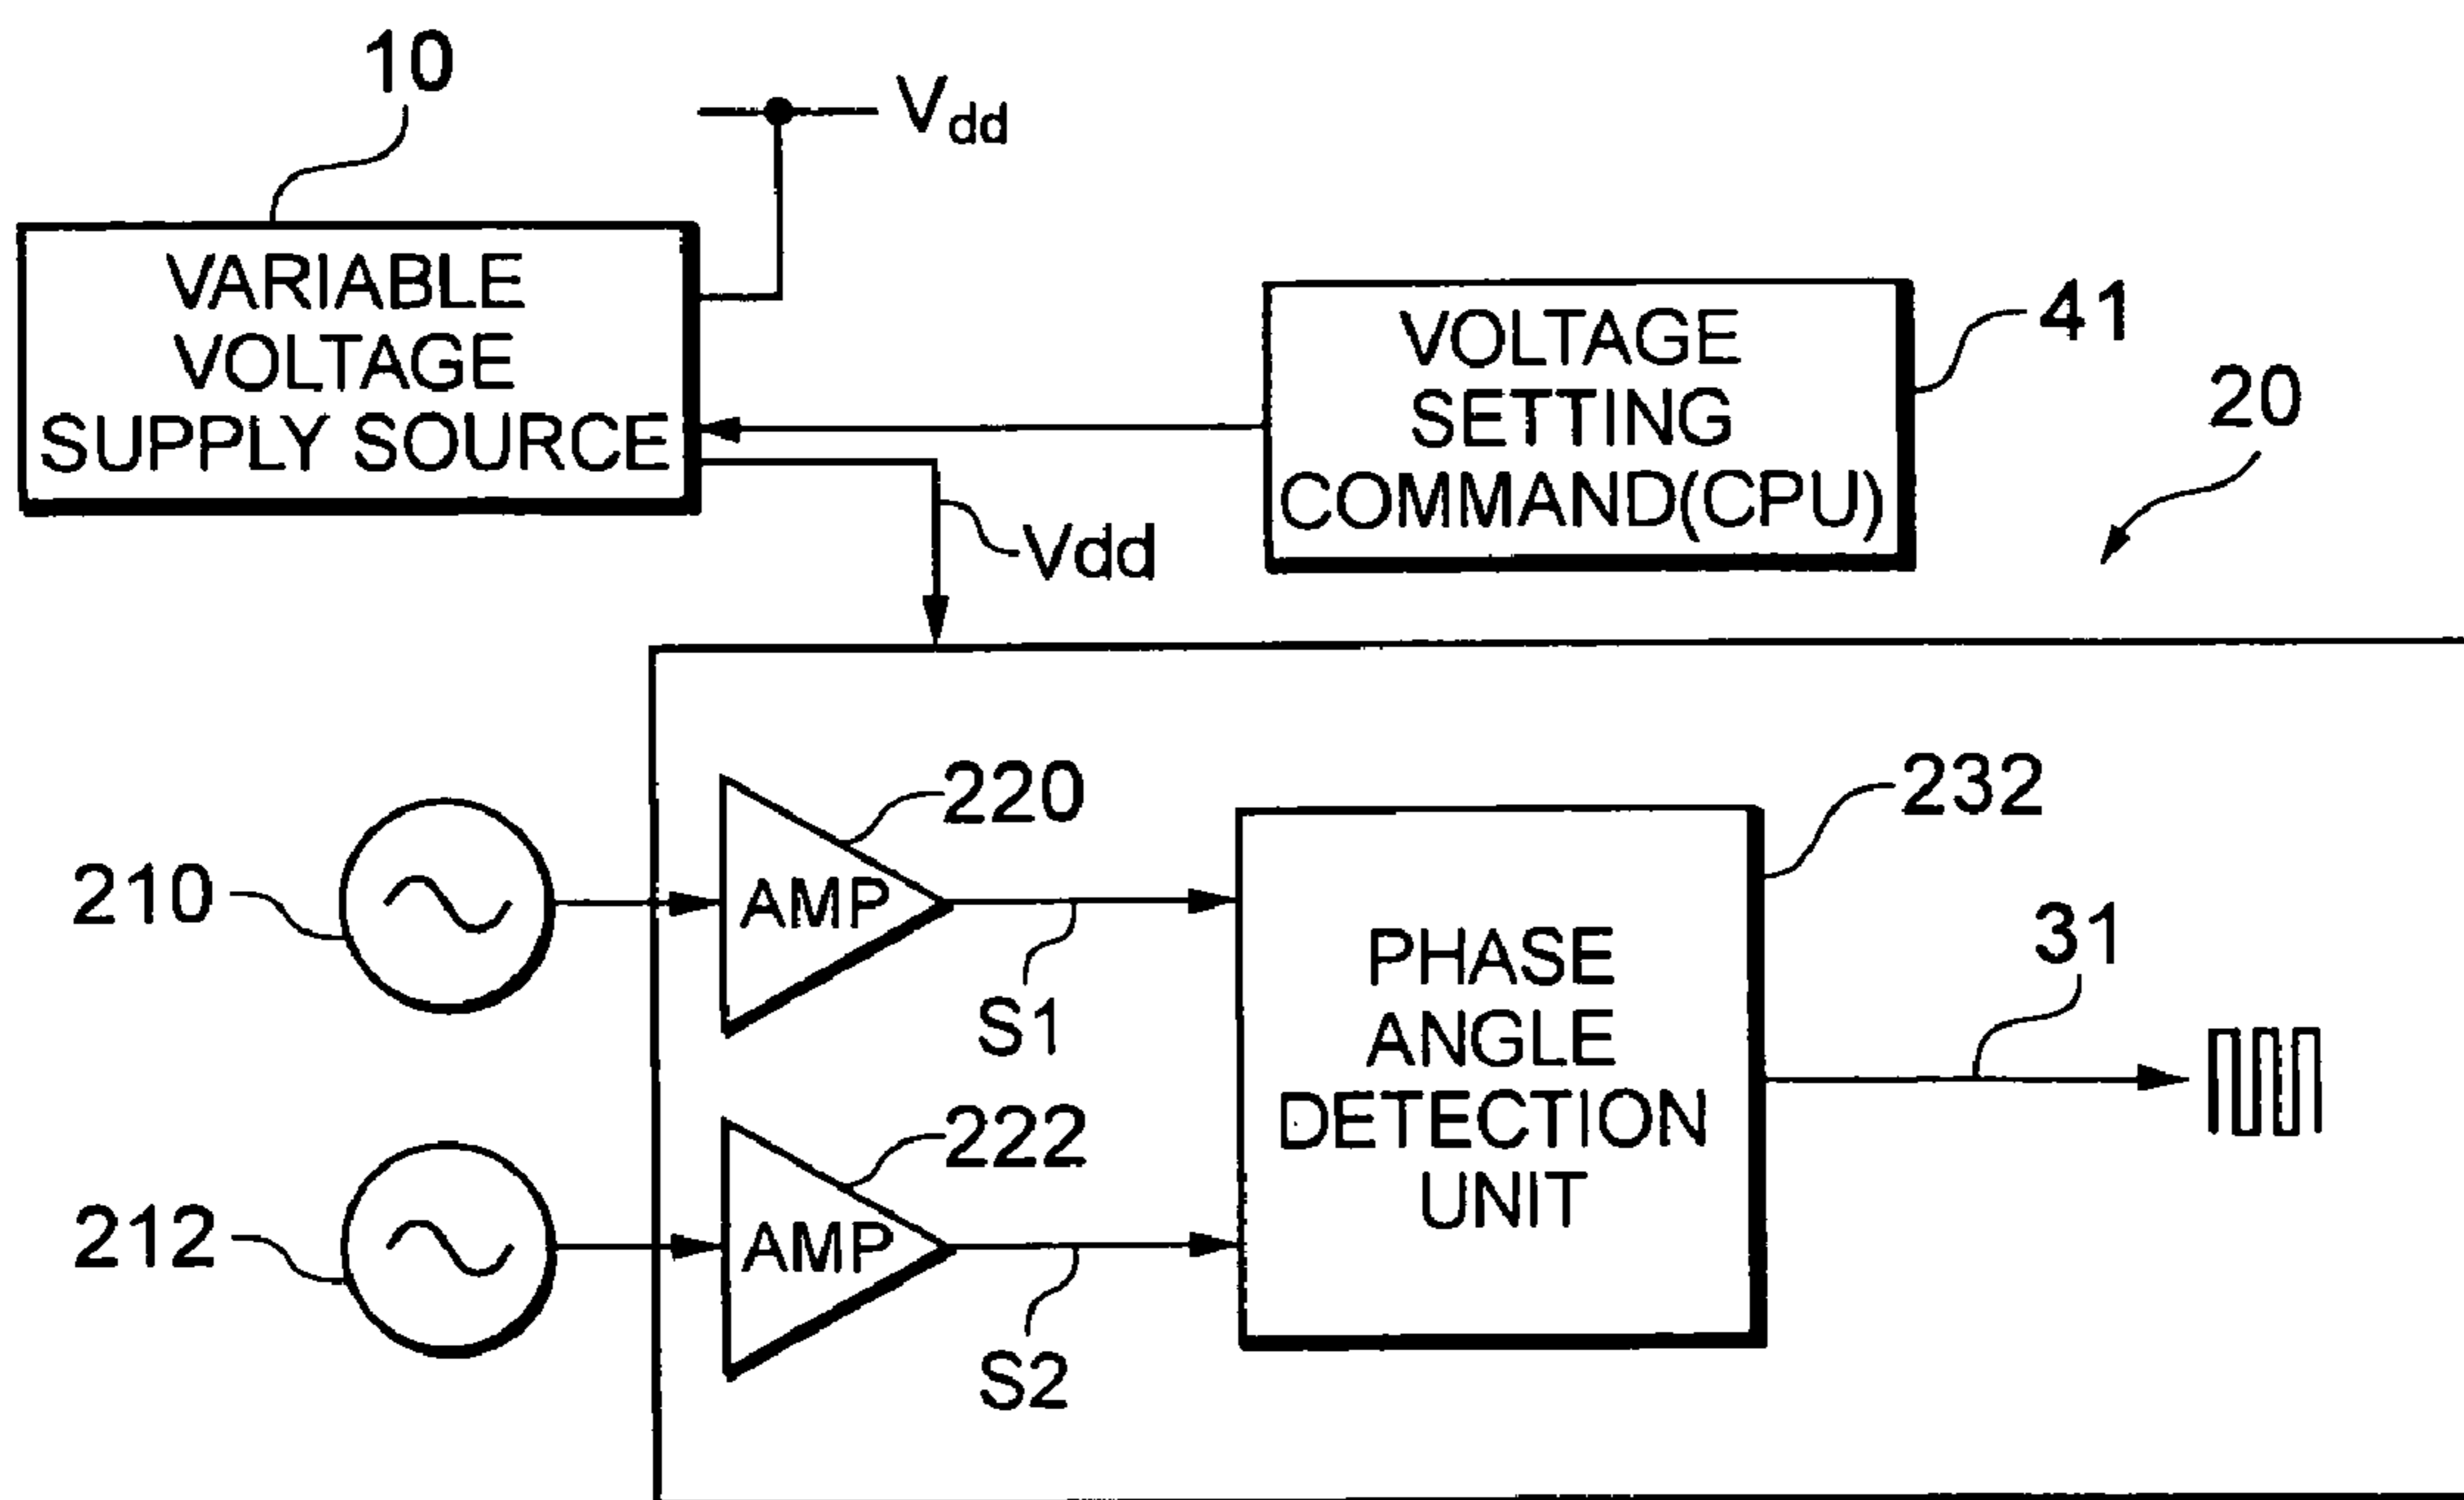 10
Vdd
VARIABLE
VOLTAGE
SUPPLY SOURCE
VOLTAGE
SETTING
COMMAND(CPU)
41
20
Vdd
220
232
210
AMP
S1
PHASE
ANGLE
DETECTION
UNIT
31
222
212
AMP
S2